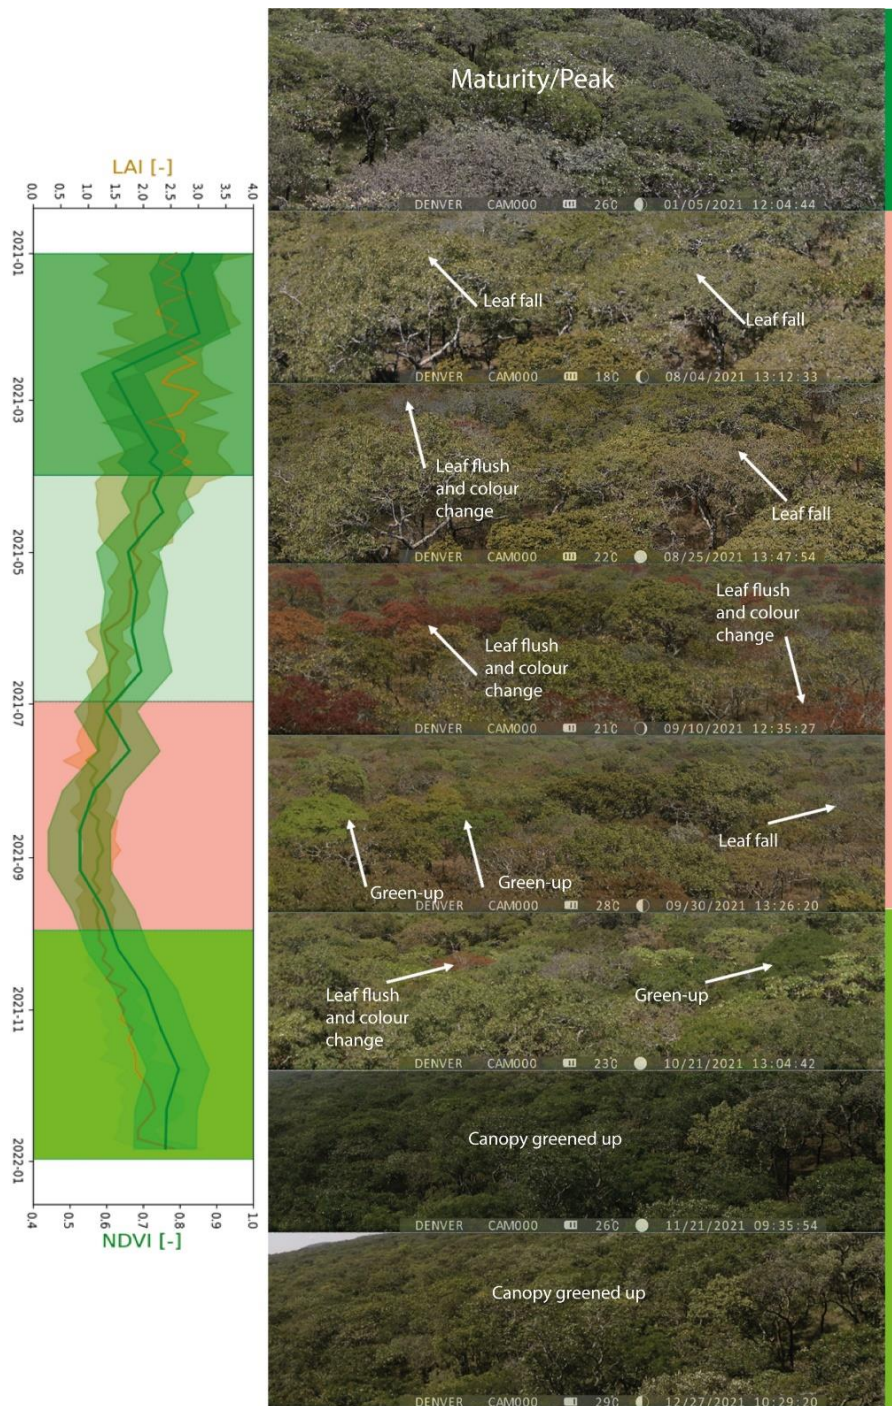 LAI [-]
0.0 0.5 1.0 1.5 2.0 2.5 3.0 3.5 4.0
2021-01
2021-03
2021-05
2021-07
2021-09
2021-11
2022-01
0.4 0.5 0.6 0.7 0.8 0.9 1.0
NDVI [-]
Maturity/Peak
DENVER CAM000 26C 01/05/2021 12:04:44
Leaf fall
Leaf fall
DENVER CAM000 18C 08/04/2021 13:12:33
Leaf flush
and colour
change
Leaf fall
DENVER CAM000 22C 08/25/2021 13:47:54
Leaf flush
and colour
change
Leaf flush
and colour
change
DENVER CAM000 21C 09/10/2021 12:35:27
Leaf fall
Green-up
Green-up
DENVER CAM000 28C 09/30/2021 13:26:20
Leaf flush
and colour
change
Green-up
DENVER CAM000 23C 10/21/2021 13:04:42
Canopy greened up
DENVER CAM000 26C 11/21/2021 09:35:54
Canopy greened up
DENVER CAM000 29C 12/27/2021 10:29:20